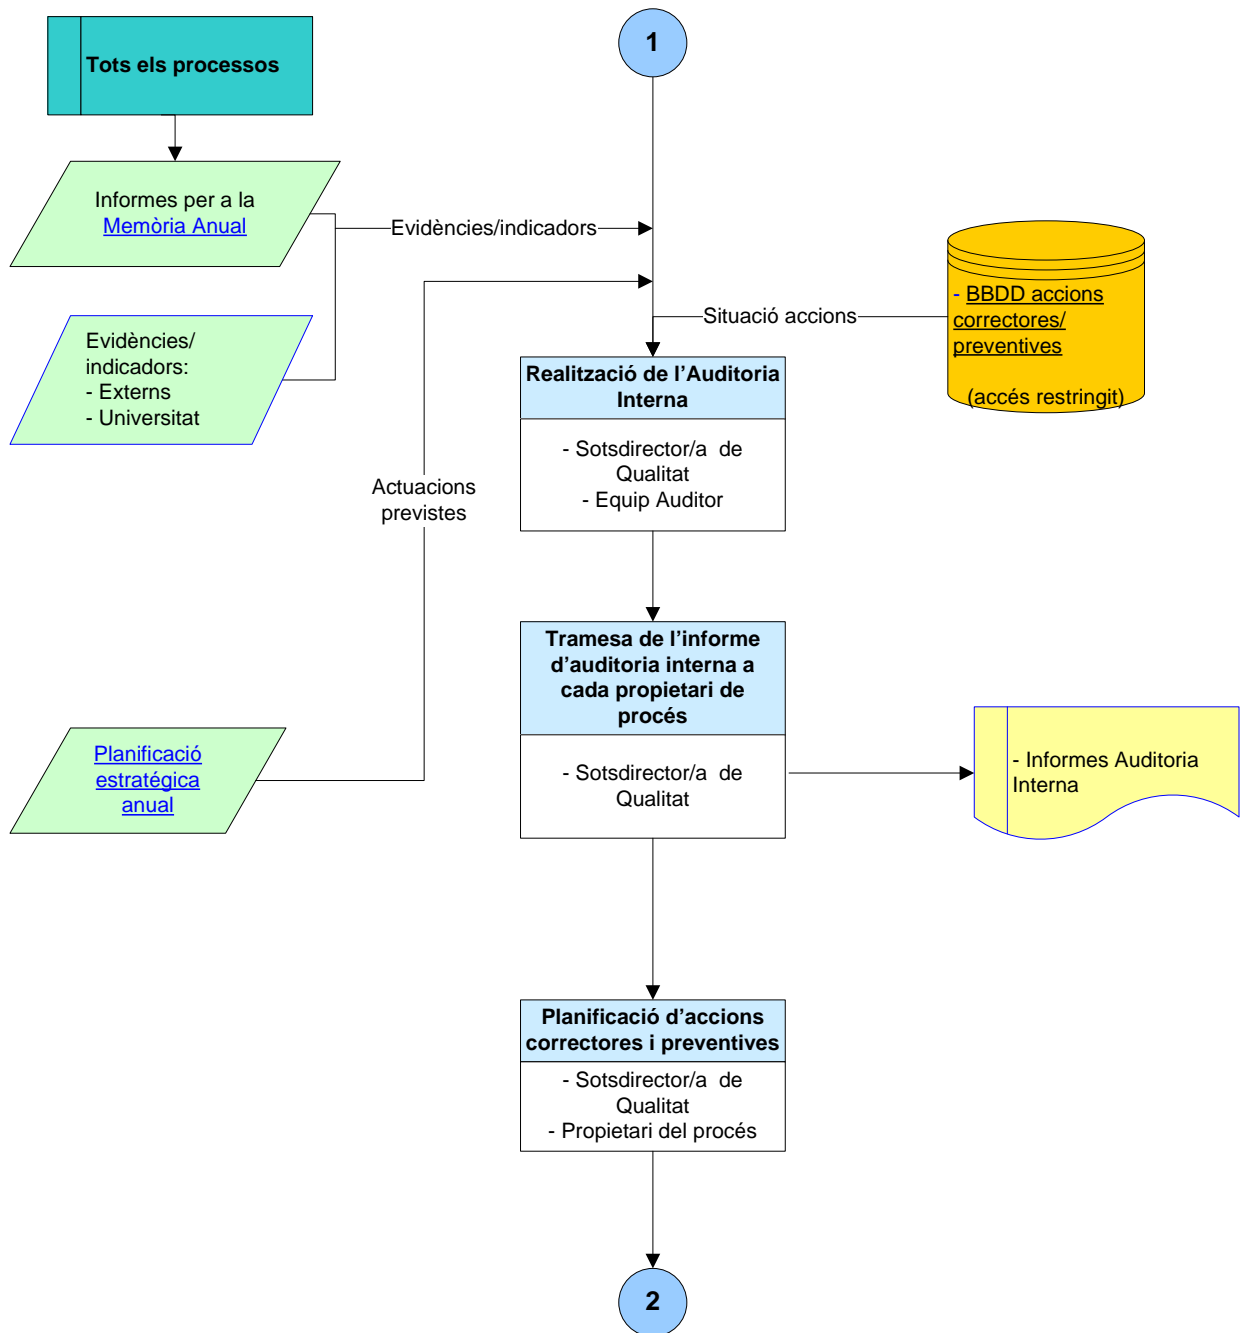 1
Tots els processos
Informes per a la
Memòria Anual
Evidències/indicadors
Evidències/
indicadors:
- Externs
- Universitat
Situació accions
- BBDD accions
correctores/
preventives
(accés restringit)
Realització de l’Auditoria
Interna
- Sotsdirector/a de
Qualitat
- Equip Auditor
Actuacions
previstes
Tramesa de l’informe
d’auditoria interna a
cada propietari de
procés
- Sotsdirector/a de
Qualitat
Planificació
estratégica
anual
- Informes Auditoria
Interna
Planificació d’accions
correctores i preventives
- Sotsdirector/a de
Qualitat
- Propietari del procés
2